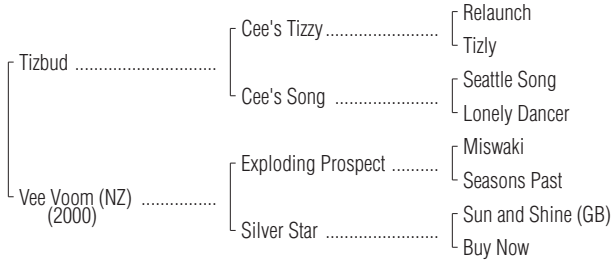 Relaunch
Cee's Tizzy ........................
Tizly
Tizbud ..............................
Seattle Song
Cee's Song ......................
Lonely Dancer
Miswaki
Exploding Prospect ..........
Seasons Past
Vee Voom (NZ) ................
(2000)
Sun and Shine (GB)
Silver Star ........................
Buy Now